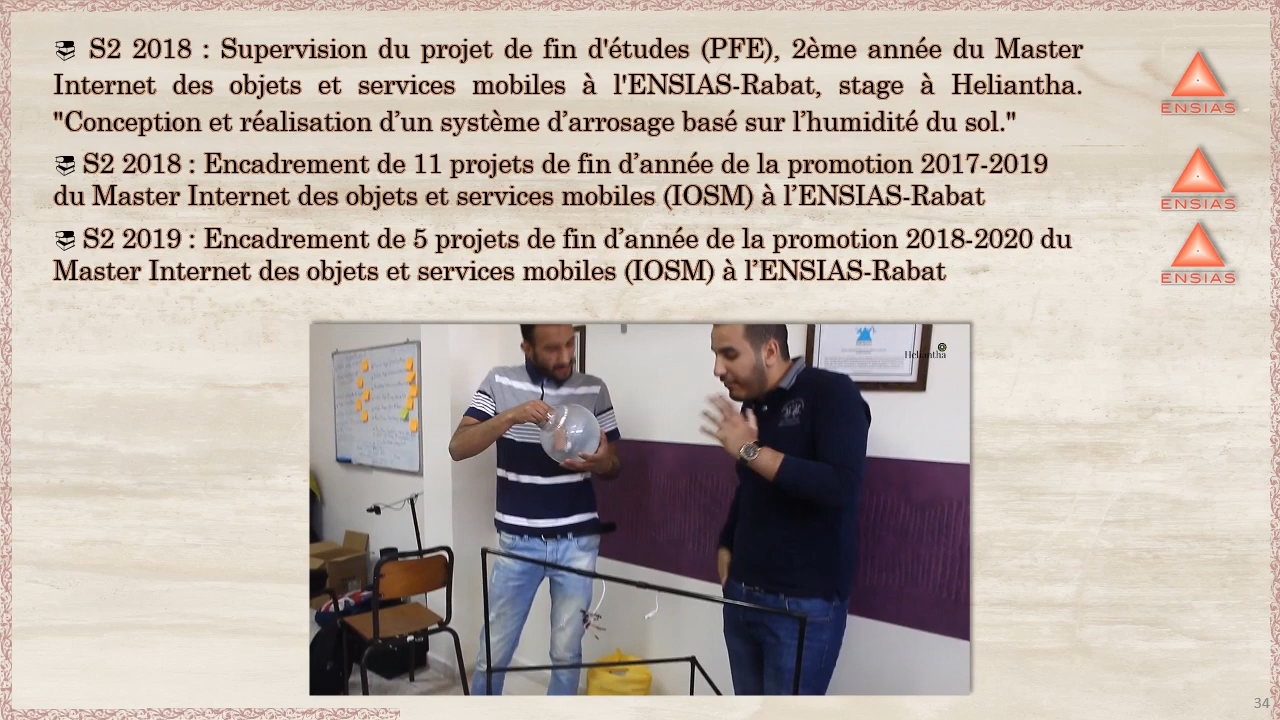 S2 2018 : Supervision du projet de fin d'études (PFE), 2ème année du Master
Internet des objets et services mobiles à l'ENSIAS-Rabat, stage à Heliantha.
"Conception et réalisation d’un système d’arrosage basé sur l’humidité du sol."
ENSIAS
S2 2018 : Encadrement de 11 projets de fin d’année de la promotion 2017-2019
du Master Internet des objets et services mobiles (IOSM) à l’ENSIAS-Rabat
ENSIAS
S2 2019 : Encadrement de 5 projets de fin d’année de la promotion 2018-2020 du
Master Internet des objets et services mobiles (IOSM) à l’ENSIAS-Rabat
ENSIAS
Heliantha
34